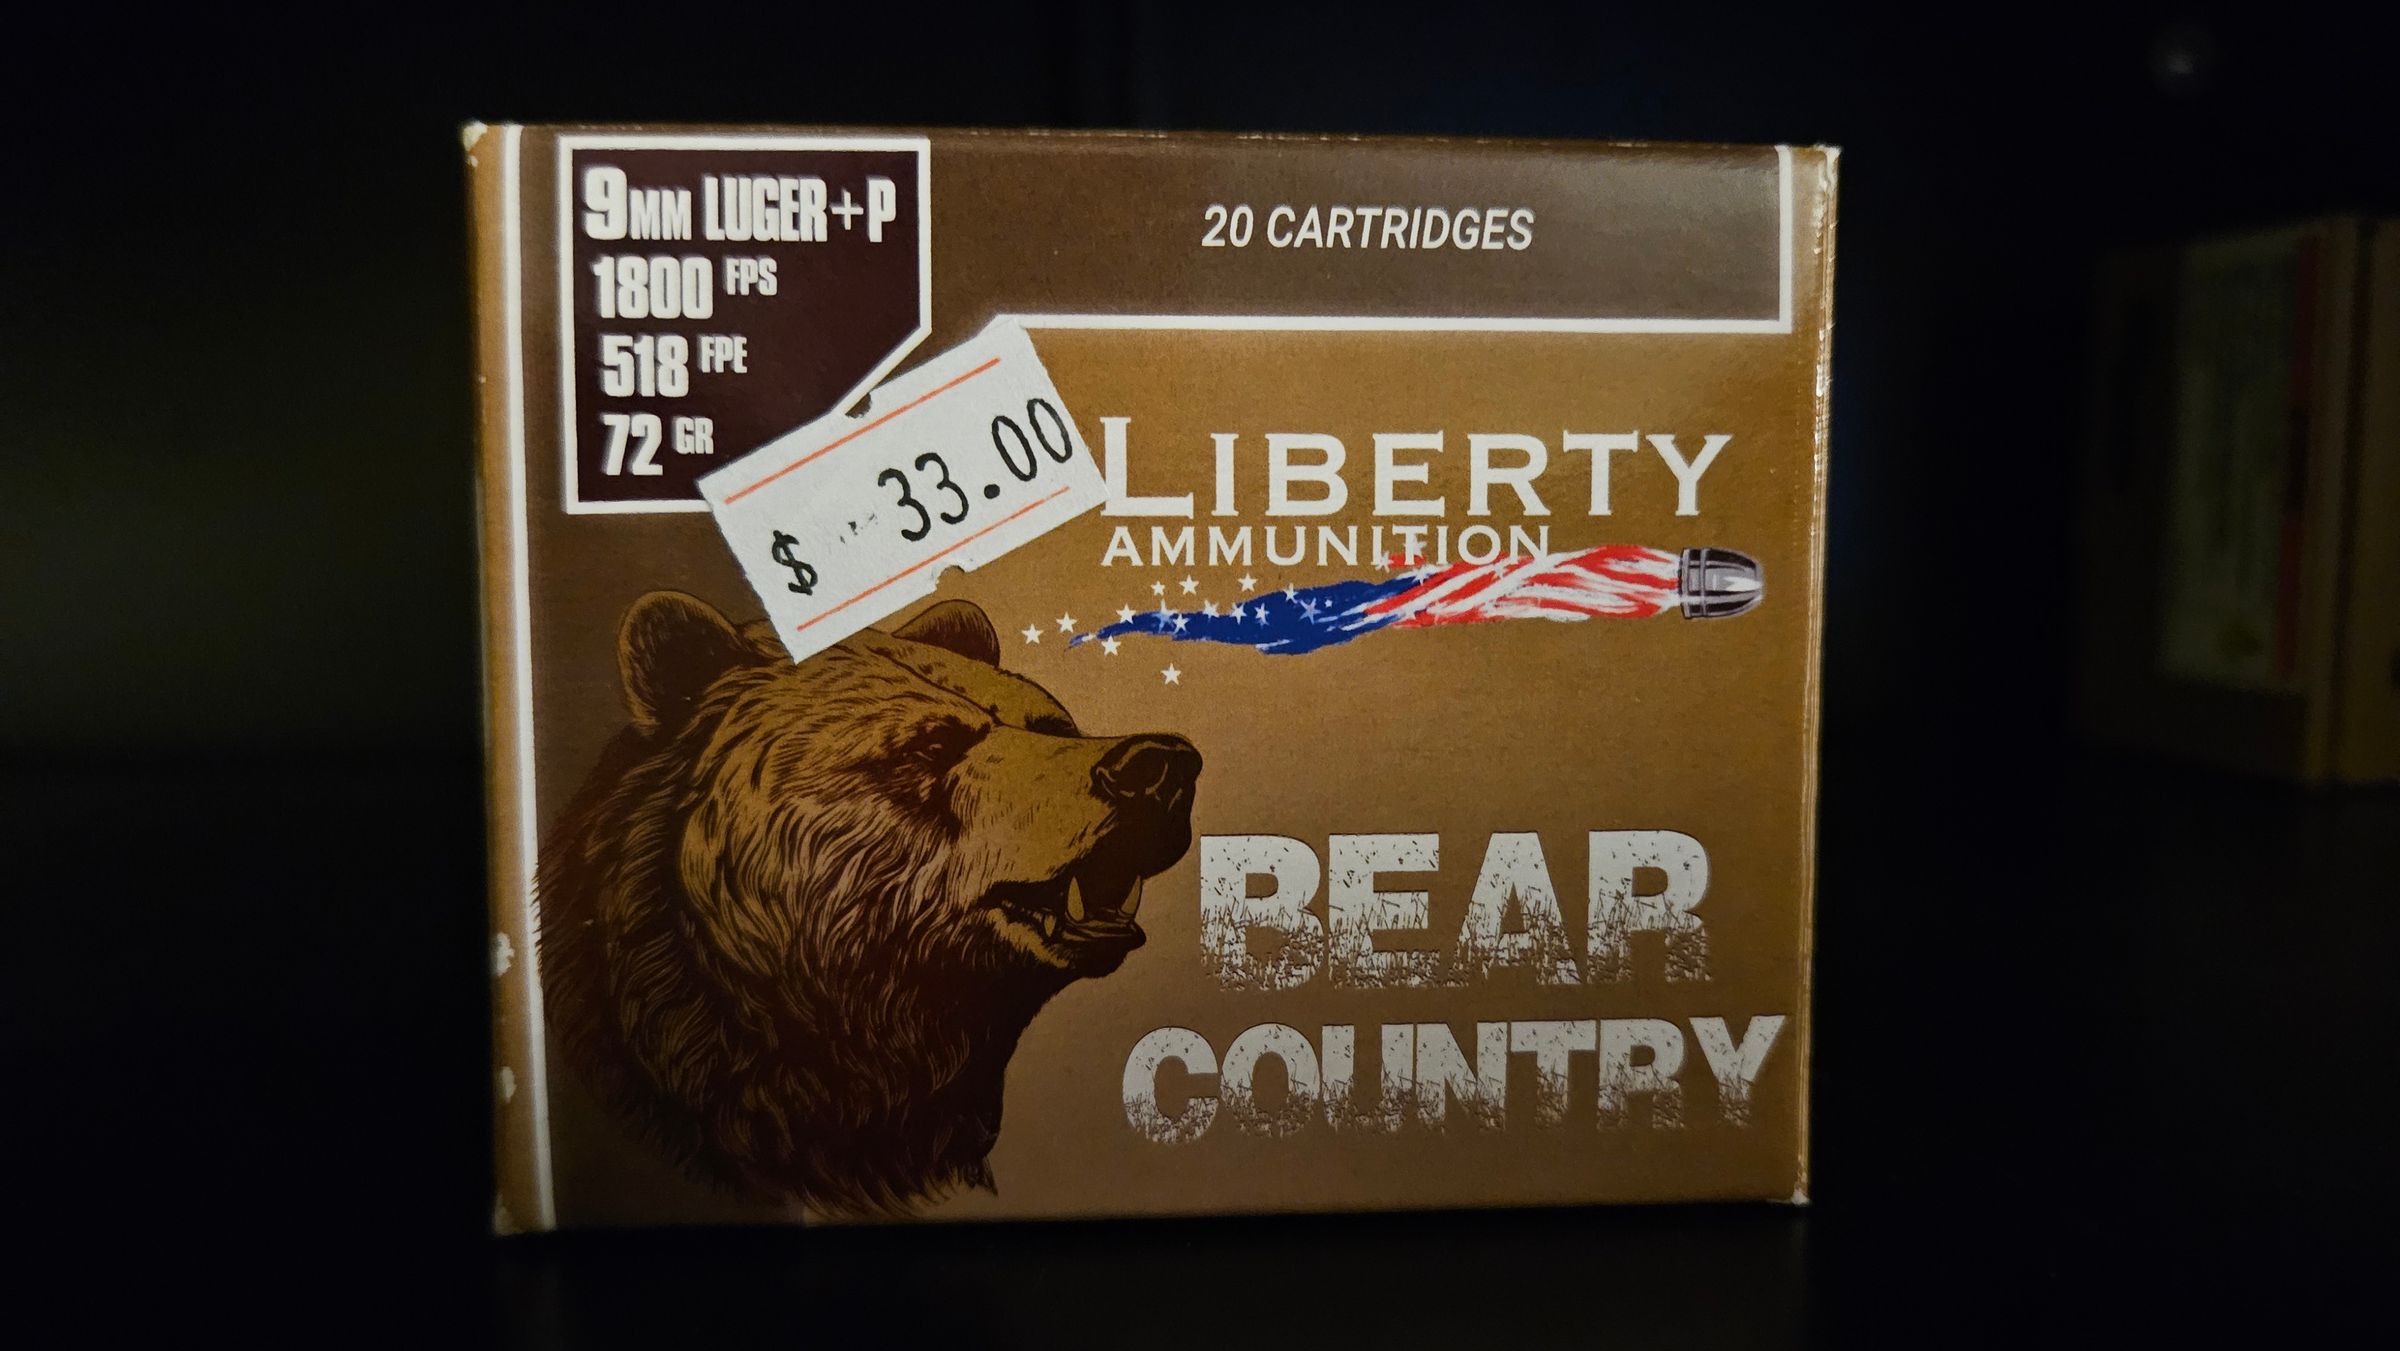 9MM LUGER+P
1800 FPS
518 FPE
72 GR
20 CARTRIDGES
$ 33.00
LIBERTY
AMMUNITION
BEAR
COUNTRY